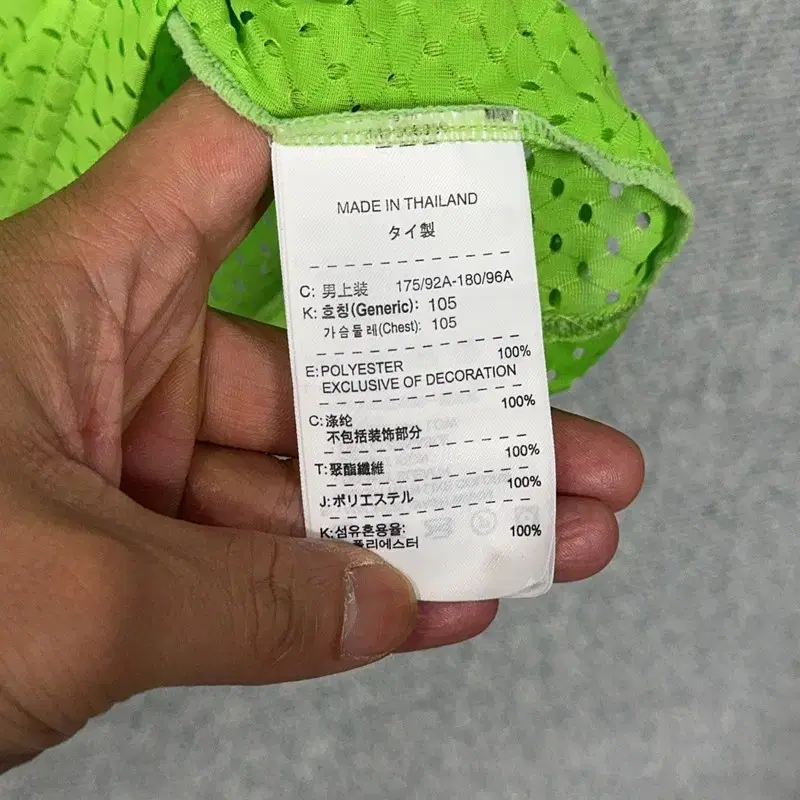 MADE IN THAILAND
タイ製
C: 男上装 175/92A-180/96A
K: 호칭(Generic): 105
가슴둘레(Chest): 105
E:POLYESTER 100%
EXCLUSIVE OF DECORATION
C:涤纶 100%
不包括装饰部分
T:聚酯纖維 100%
J:ポリエステル 100%
K:섬유혼용율: 100%
폴리에스터